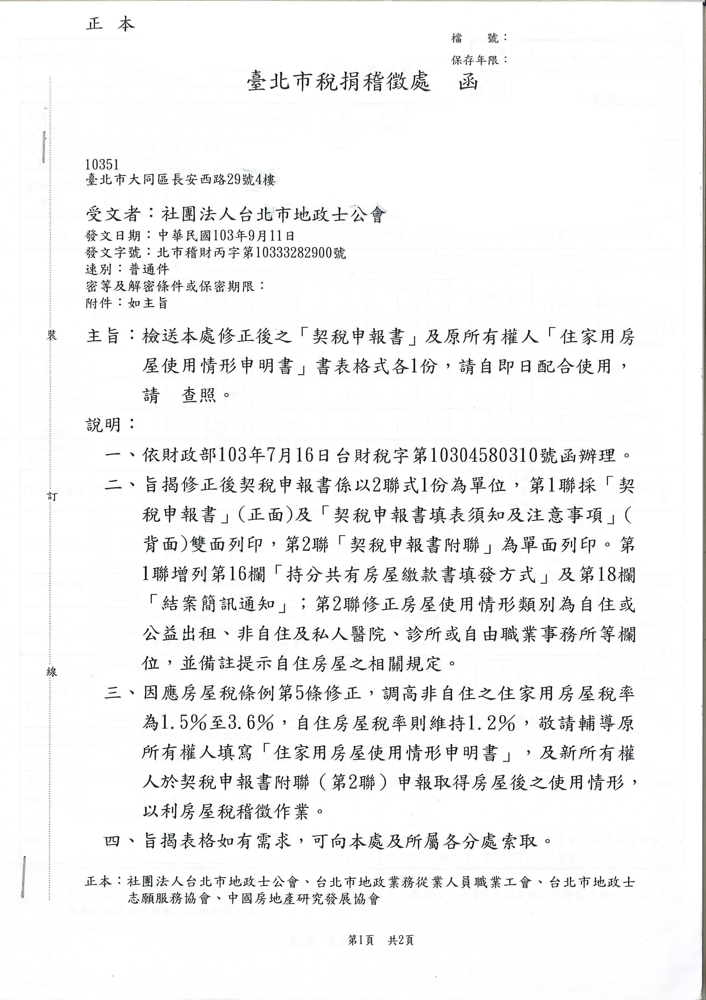 正　本
檔　　號：
保存年限：
臺北市稅捐稽徵處　函
10351
臺北市大同區長安西路29號4樓
受文者：社團法人台北市地政士公會
發文日期：中華民國103年9月11日
發文字號：北市稽財丙字第10333282900號
速別：普通件
密等及解密條件或保密期限：
附件：如主旨
主旨：檢送本處修正後之「契稅申報書」及原所有權人「住家用房
屋使用情形申明書」書表格式各1份，請自即日配合使用，
請　查照。
說明：
一、依財政部103年7月16日台財稅字第10304580310號函辦理。
二、旨揭修正後契稅申報書係以2聯式1份為單位，第1聯採「契
稅申報書」(正面)及「契稅申報書填表須知及注意事項」(
背面)雙面列印，第2聯「契稅申報書附聯」為單面列印。第
1聯增列第16欄「持分共有房屋繳款書填發方式」及第18欄
「結案簡訊通知」；第2聯修正房屋使用情形類別為自住或
公益出租、非自住及私人醫院、診所或自由職業事務所等欄
位，並備註提示自住房屋之相關規定。
三、因應房屋稅條例第5條修正，調高非自住之住家用房屋稅率
為1.5%至3.6%，自住房屋稅率則維持1.2%，敬請輔導原
所有權人填寫「住家用房屋使用情形申明書」，及新所有權
人於契稅申報書附聯（第2聯）申報取得房屋後之使用情形，
以利房屋稅稽徵作業。
四、旨揭表格如有需求，可向本處及所屬各分處索取。
正本：社團法人台北市地政士公會、台北市地政業務從業人員職業工會、台北市地政士
志願服務協會、中國房地產研究發展協會
第1頁　共2頁
裝
訂
線